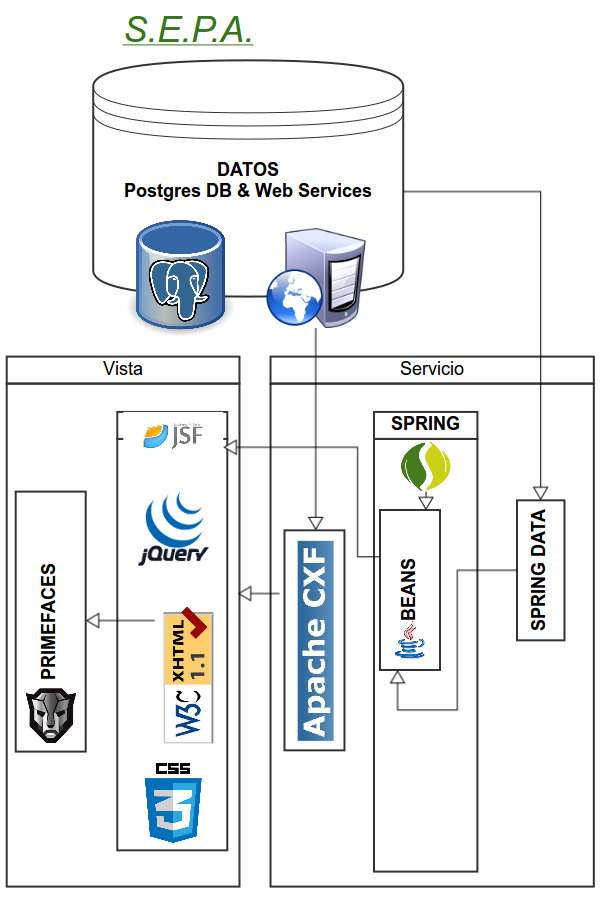 S.E.P.A.
DATOS
Postgres DB & Web Services
Vista
Servicio
JSF
jQuery
PRIMEFACES
XHTML
1.1
W3C
CSS
3
SPRING
BEANS
Apache CXF
SPRING DATA